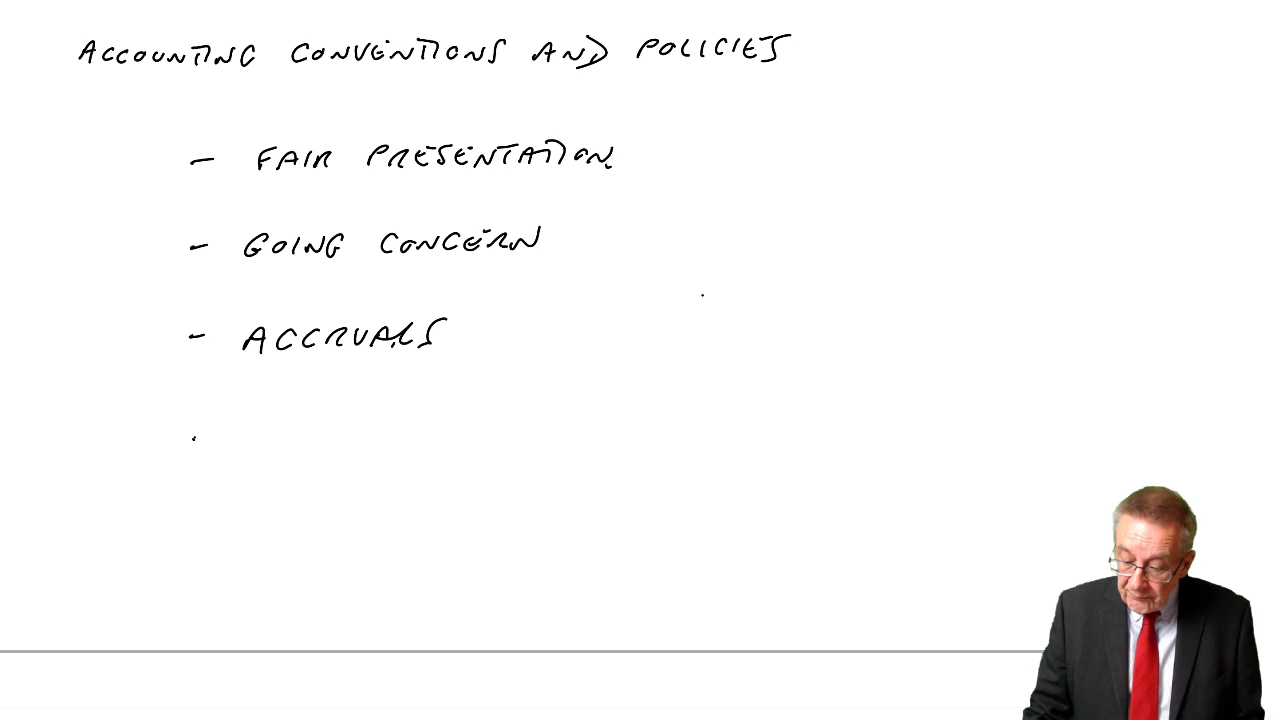 ACCOUNTING CONVENTIONS AND POLICIES
- FAIR PRESENTATION
- GOING CONCERN
- ACCRUALS